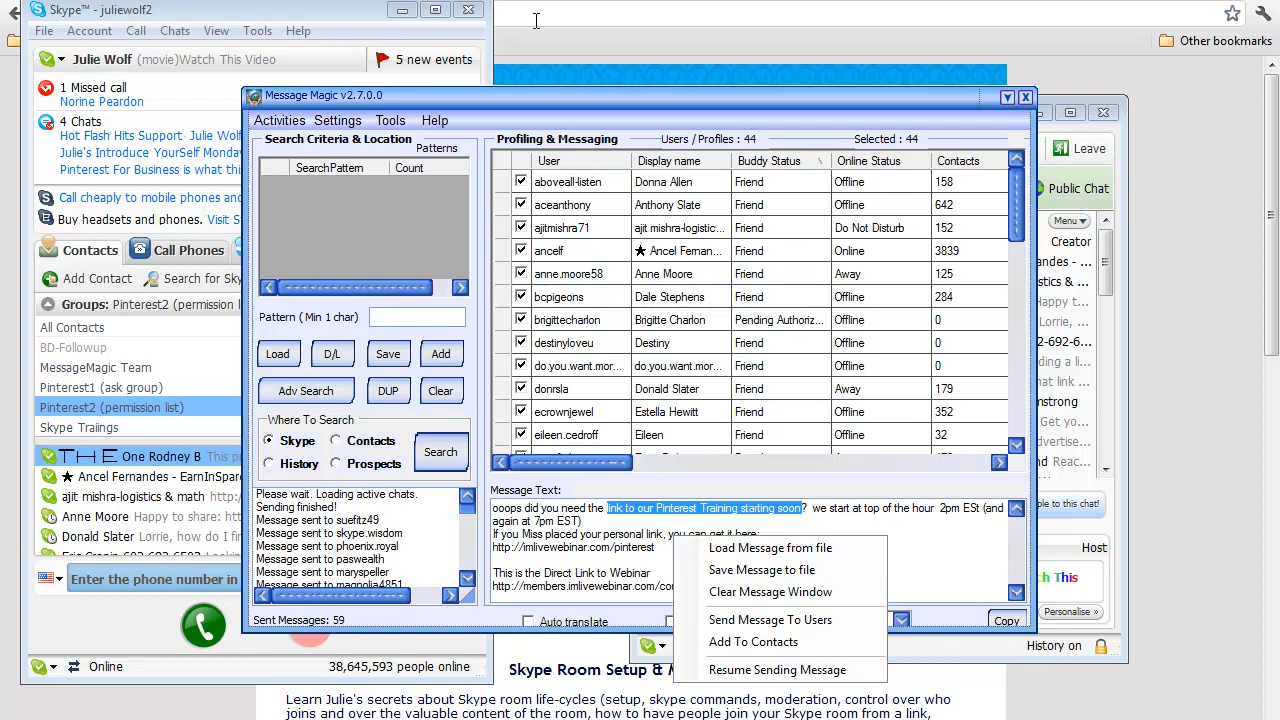 Skype™ - juliewolf2
File Account Call Chats View Tools Help
Julie Wolf (movie)Watch This Video
5 new events
1 Missed call
Norine Peardon
4 Chats
Hot Flash Hits Support· Julie Wolf
Julie's Introduce YourSelf Monday
Pinterest For Business is what thi
Call cheaply to mobile phones and
Buy headsets and phones. Visit S
Contacts
Call Phones
Add Contact
Search for Sky
Groups: Pinterest2 (permission lis
All Contacts
BD-Followup
MessageMagic Team
Pinterest1 (ask group)
Pinterest2 (permission list)
Skype Traiings
One Rodney B This p
★ Ancel Fernandes - EarnInSpare
ajit mishra-logistics & math http:/
Anne Moore http:/
Donald Slater http:/
Enter the phone number in
Online
38,645,593 people online
Other bookmarks
Message Magic v2.7.0.0
Activities Settings Tools Help
Search Criteria & Location
Patterns
SearchPattern Count
Pattern ( Min 1 char)
Load D/L Save Add
Adv Search DUP Clear
Where To Search
Skype Contacts
History Prospects
Search
Please wait. Loading active chats.
Sending finished!
Message sent to suefitz49
Message sent to skype.wisdom
Message sent to phoenix.royal
Message sent to paswealth
Message sent to maryspeller
Message sent to magnolia4851
Sent Messages: 59
Profiling & Messaging Users / Profiles : 44 Selected : 44
User Display name Buddy Status Online Status Contacts
aboveall-listen Donna Allen Friend Offline 158
aceanthony Anthony Slate Friend Offline 642
ajitmishra71 ajit mishra-logistic... Friend Do Not Disturb 152
ancelf ★ Ancel Fernan... Friend Online 3839
anne.moore58 Anne Moore Friend Away 125
bcpigeons Dale Stephens Friend Offline 284
brigittecharlon Brigitte Charlon Pending Authoriz... Offline 0
destinyloveu Destiny Friend Offline 0
do.you.want.mor... do.you.want.mor... Friend Offline 0
donrsla Donald Slater Friend Away 179
ecrownjewel Estella Hewitt Friend Offline 352
eileen.cedroff Eileen Friend Offline 32
Message Text:
ooops did you need the link to our Pinterest Training starting soon? we start at top of the hour 2pm ESt (and
again at 7pm EST)
If you Miss placed your personal link, you can get it here:
http://imlivewebinar.com/pinterest
This is the Direct Link to Webinar
http://members.imlivewebinar.com/co
Auto translate
Copy
Load Message from file
Save Message to file
Clear Message Window
Send Message To Users
Add To Contacts
Resume Sending Message
Leave
Public Chat
Menu
Creator
Host
Personalise »
History on
Skype Room Setup & M
Learn Julie's secrets about Skype room life-cycles (setup, skype commands, moderation, control over who
joins and over the valuable content of the room, how to have people join your Skype room from a link,